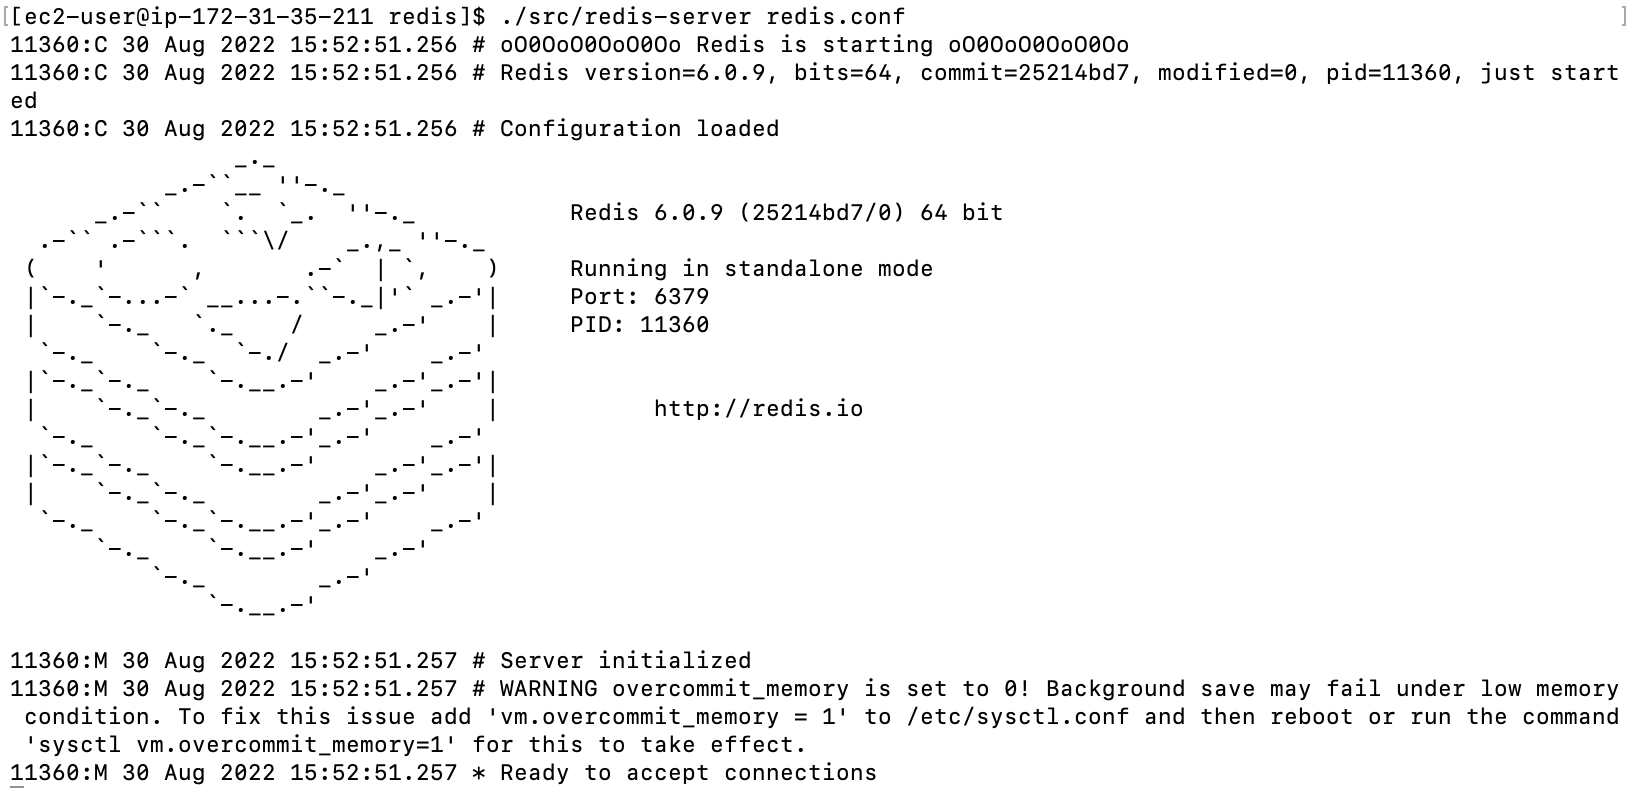 [[ec2-user@ip-172-31-35-211 redis]$ ./src/redis-server redis.conf ]
11360:C 30 Aug 2022 15:52:51.256 # oO0OoO0OoO0Oo Redis is starting oO0OoO0OoO0Oo
11360:C 30 Aug 2022 15:52:51.256 # Redis version=6.0.9, bits=64, commit=25214bd7, modified=0, pid=11360, just start
ed
11360:C 30 Aug 2022 15:52:51.256 # Configuration loaded
Redis 6.0.9 (25214bd7/0) 64 bit
Running in standalone mode
Port: 6379
PID: 11360
http://redis.io
11360:M 30 Aug 2022 15:52:51.257 # Server initialized
11360:M 30 Aug 2022 15:52:51.257 # WARNING overcommit_memory is set to 0! Background save may fail under low memory
condition. To fix this issue add 'vm.overcommit_memory = 1' to /etc/sysctl.conf and then reboot or run the command
'sysctl vm.overcommit_memory=1' for this to take effect.
11360:M 30 Aug 2022 15:52:51.257 * Ready to accept connections